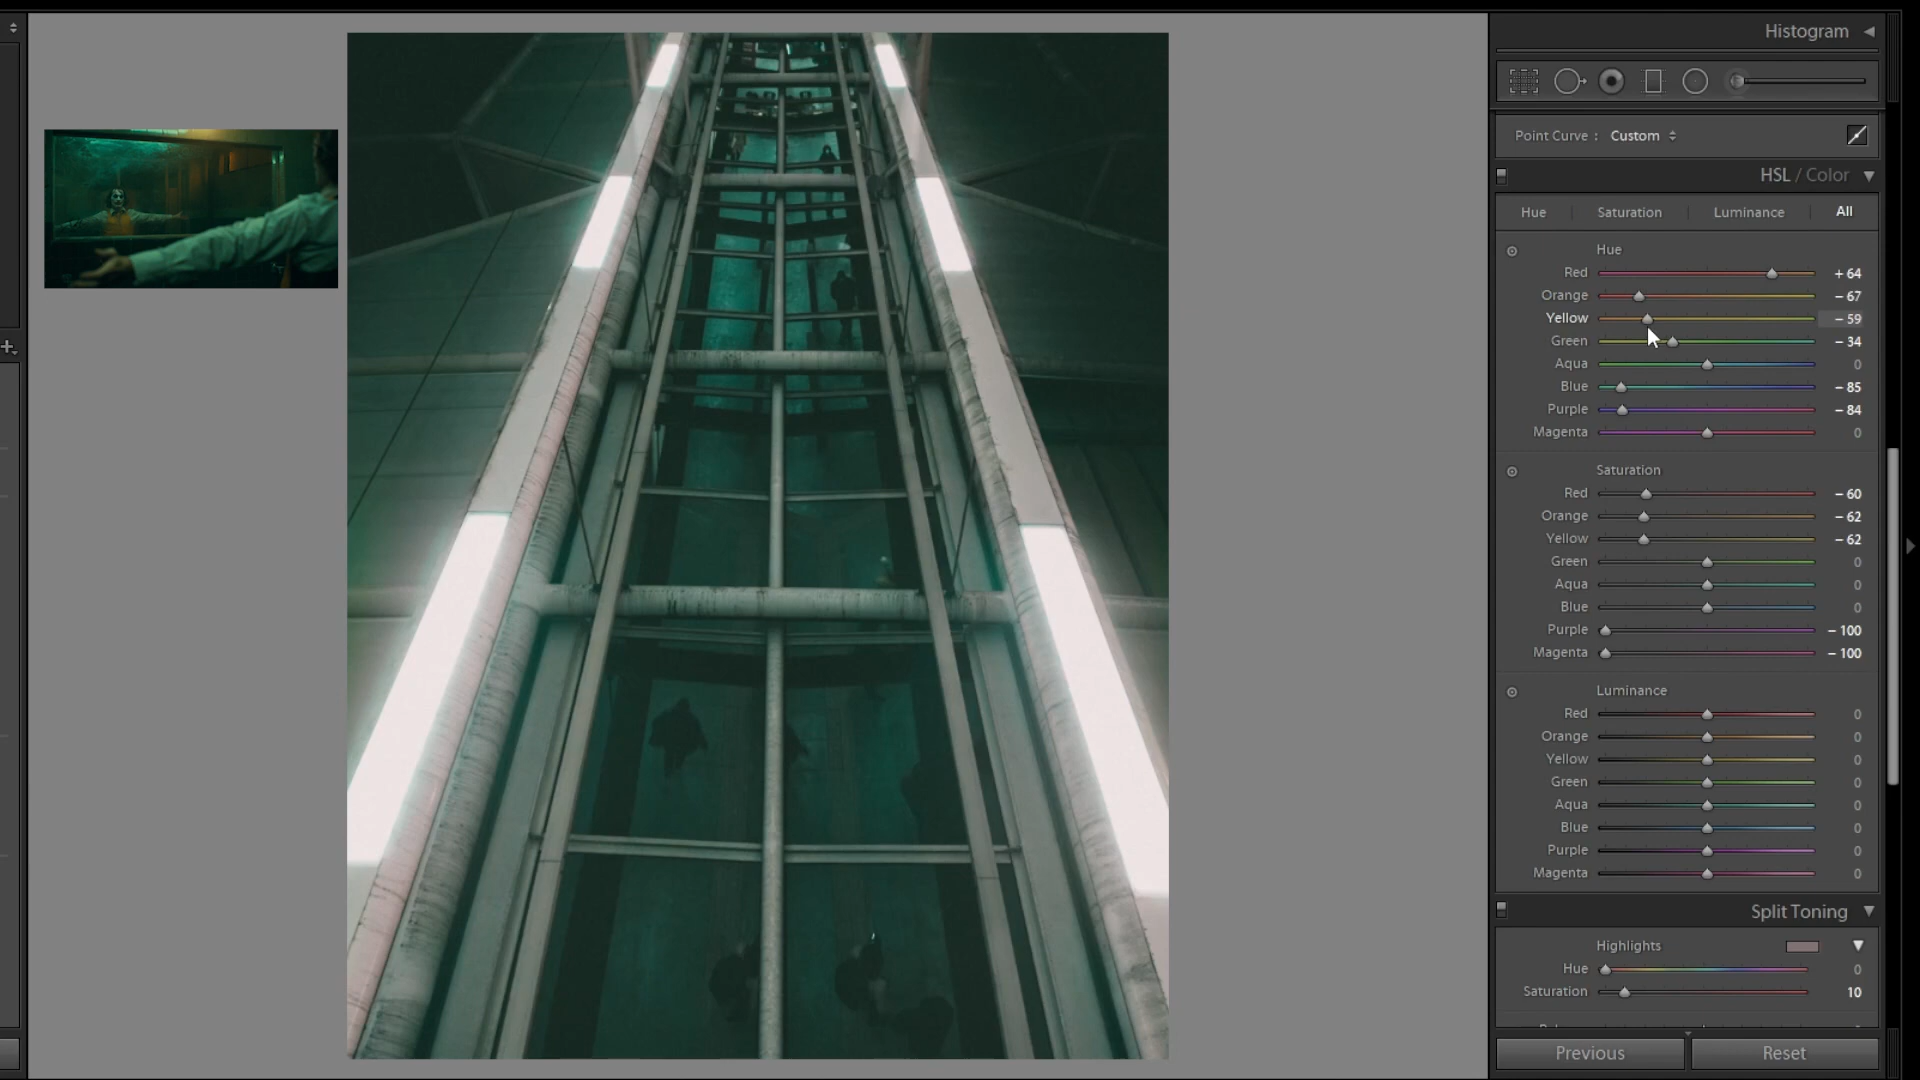 Histogram
Point Curve : Custom
HSL / Color
Hue Saturation Luminance All
Hue
Red + 64
Orange - 67
Yellow - 59
Green - 34
Aqua 0
Blue - 85
Purple - 84
Magenta 0
Saturation
Red - 60
Orange - 62
Yellow - 62
Green 0
Aqua 0
Blue 0
Purple - 100
Magenta - 100
Luminance
Red 0
Orange 0
Yellow 0
Green 0
Aqua 0
Blue 0
Purple 0
Magenta 0
Split Toning
Highlights
Hue 0
Saturation 10
Previous Reset